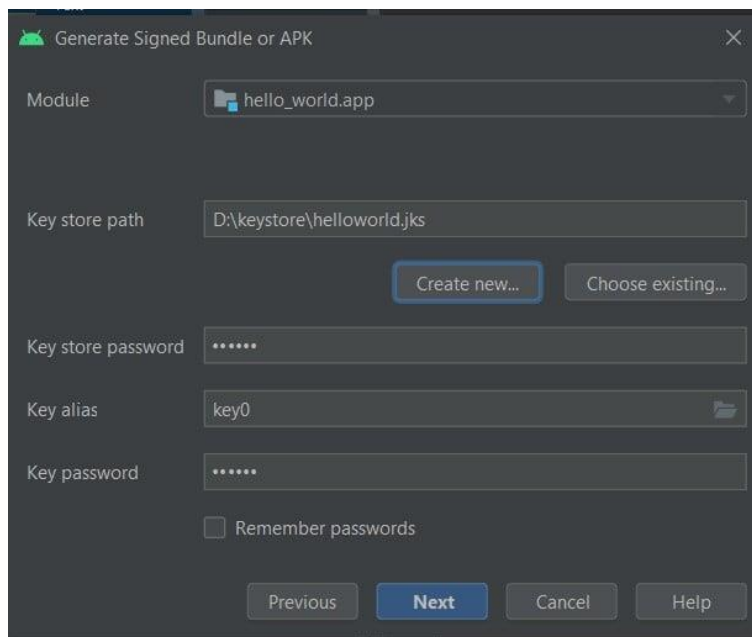 Generate Signed Bundle or APK
Module hello_world.app
Key store path D:\keystore\helloworld.jks
Create new... Choose existing...
Key store password ••••••
Key alias key0
Key password ••••••
Remember passwords
Previous Next Cancel Help